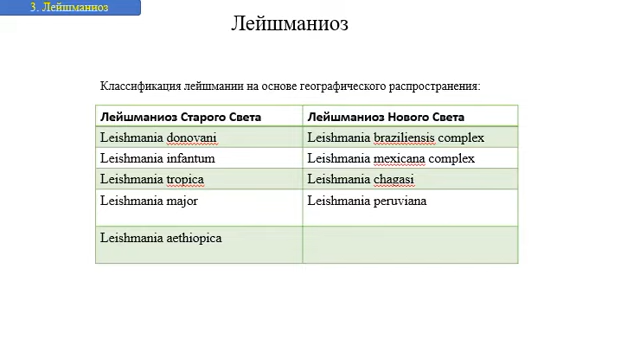 3. Лейшманиоз
Лейшманиоз
Классификация лейшмании на основе географического распространения:
Лейшманиоз Старого Света Лейшманиоз Нового Света
Leishmania donovani Leishmania braziliensis complex
Leishmania infantum Leishmania mexicana complex
Leishmania tropica Leishmania chagasi
Leishmania major Leishmania peruviana
Leishmania aethiopica